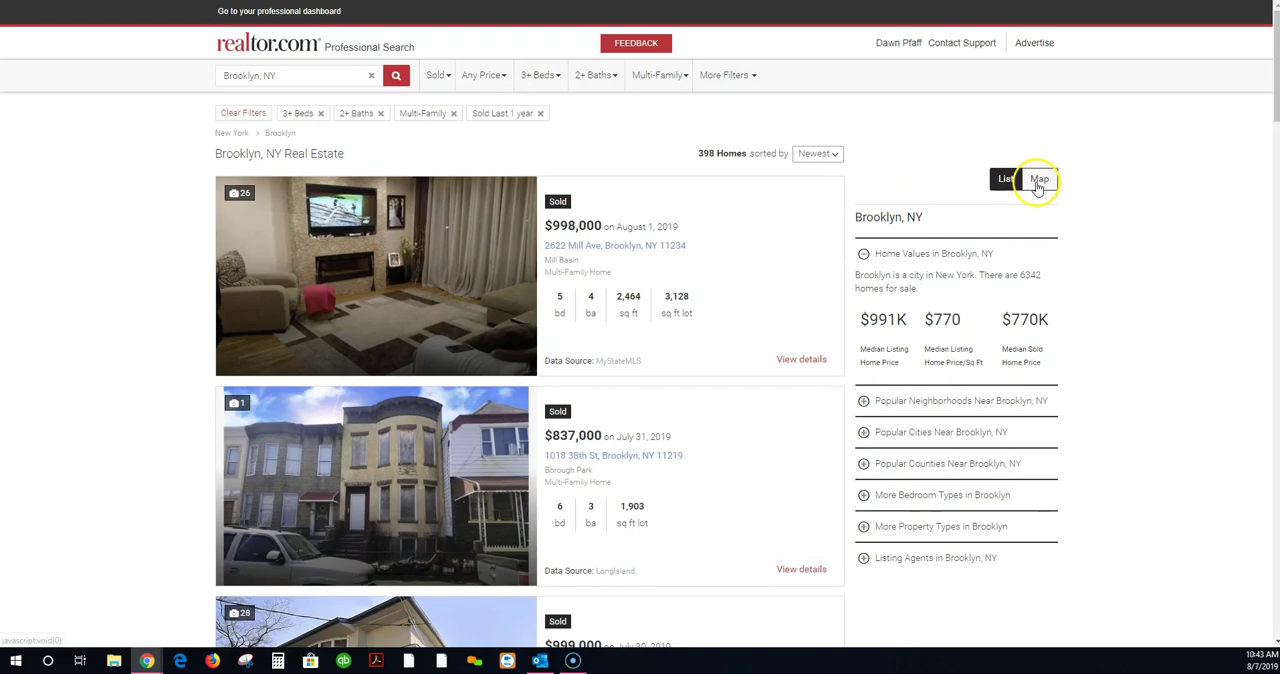 Go to your professional dashboard
realtor.com® Professional Search
FEEDBACK
Dawn Pfaff Contact Support Advertise
Brooklyn, NY
Sold Any Price 3+ Beds 2+ Baths Multi-Family More Filters
Clear Filters 3+ Beds 2+ Baths Multi-Family Sold Last 1 year
New York > Brooklyn
Brooklyn, NY Real Estate
398 Homes sorted by Newest
List Map
26
Sold
$998,000 on August 1, 2019
2622 Mill Ave, Brooklyn, NY 11234
Mill Basin
Multi-Family Home
5 4 2,464 3,128
bd ba sq ft sq ft lot
Data Source: MyStateMLS View details
1
Sold
$837,000 on July 31, 2019
1018 38th St, Brooklyn, NY 11219
Borough Park
Multi-Family Home
6 3 1,903
bd ba sq ft lot
Data Source: LongIsland View details
28
Sold
$999,000 on July 30, 2019
Brooklyn, NY
Home Values in Brooklyn, NY
Brooklyn is a city in New York. There are 6342
homes for sale.
$991K $770 $770K
Median Listing Median Listing Median Sold
Home Price Home Price/Sq Ft Home Price
Popular Neighborhoods Near Brooklyn, NY
Popular Cities Near Brooklyn, NY
Popular Counties Near Brooklyn, NY
More Bedroom Types in Brooklyn
More Property Types in Brooklyn
Listing Agents in Brooklyn, NY
javascript:void(0);
10:43 AM
8/7/2019